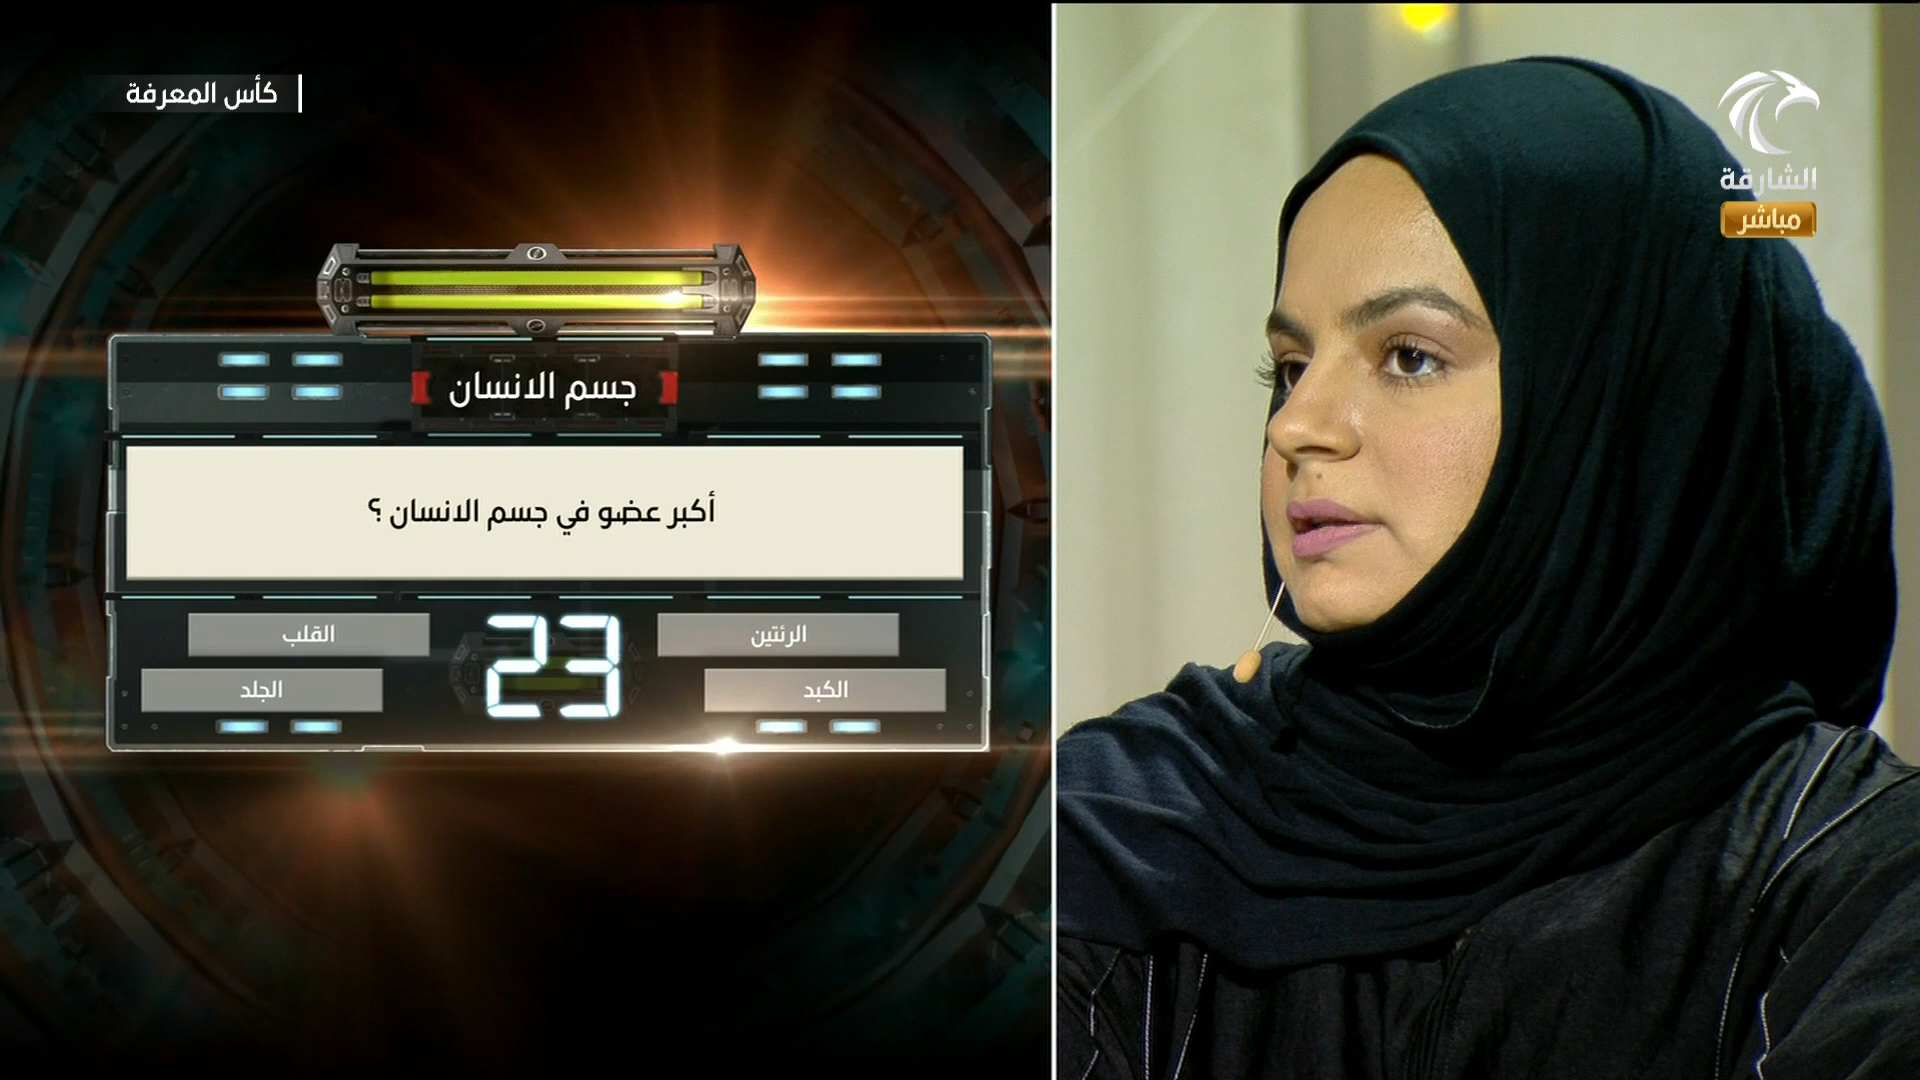 كأس المعرفة
الشارقة
مباشر
جسم الانسان
أكبر عضو في جسم الانسان ؟
الرئتين
القلب
23
الكبد
الجلد